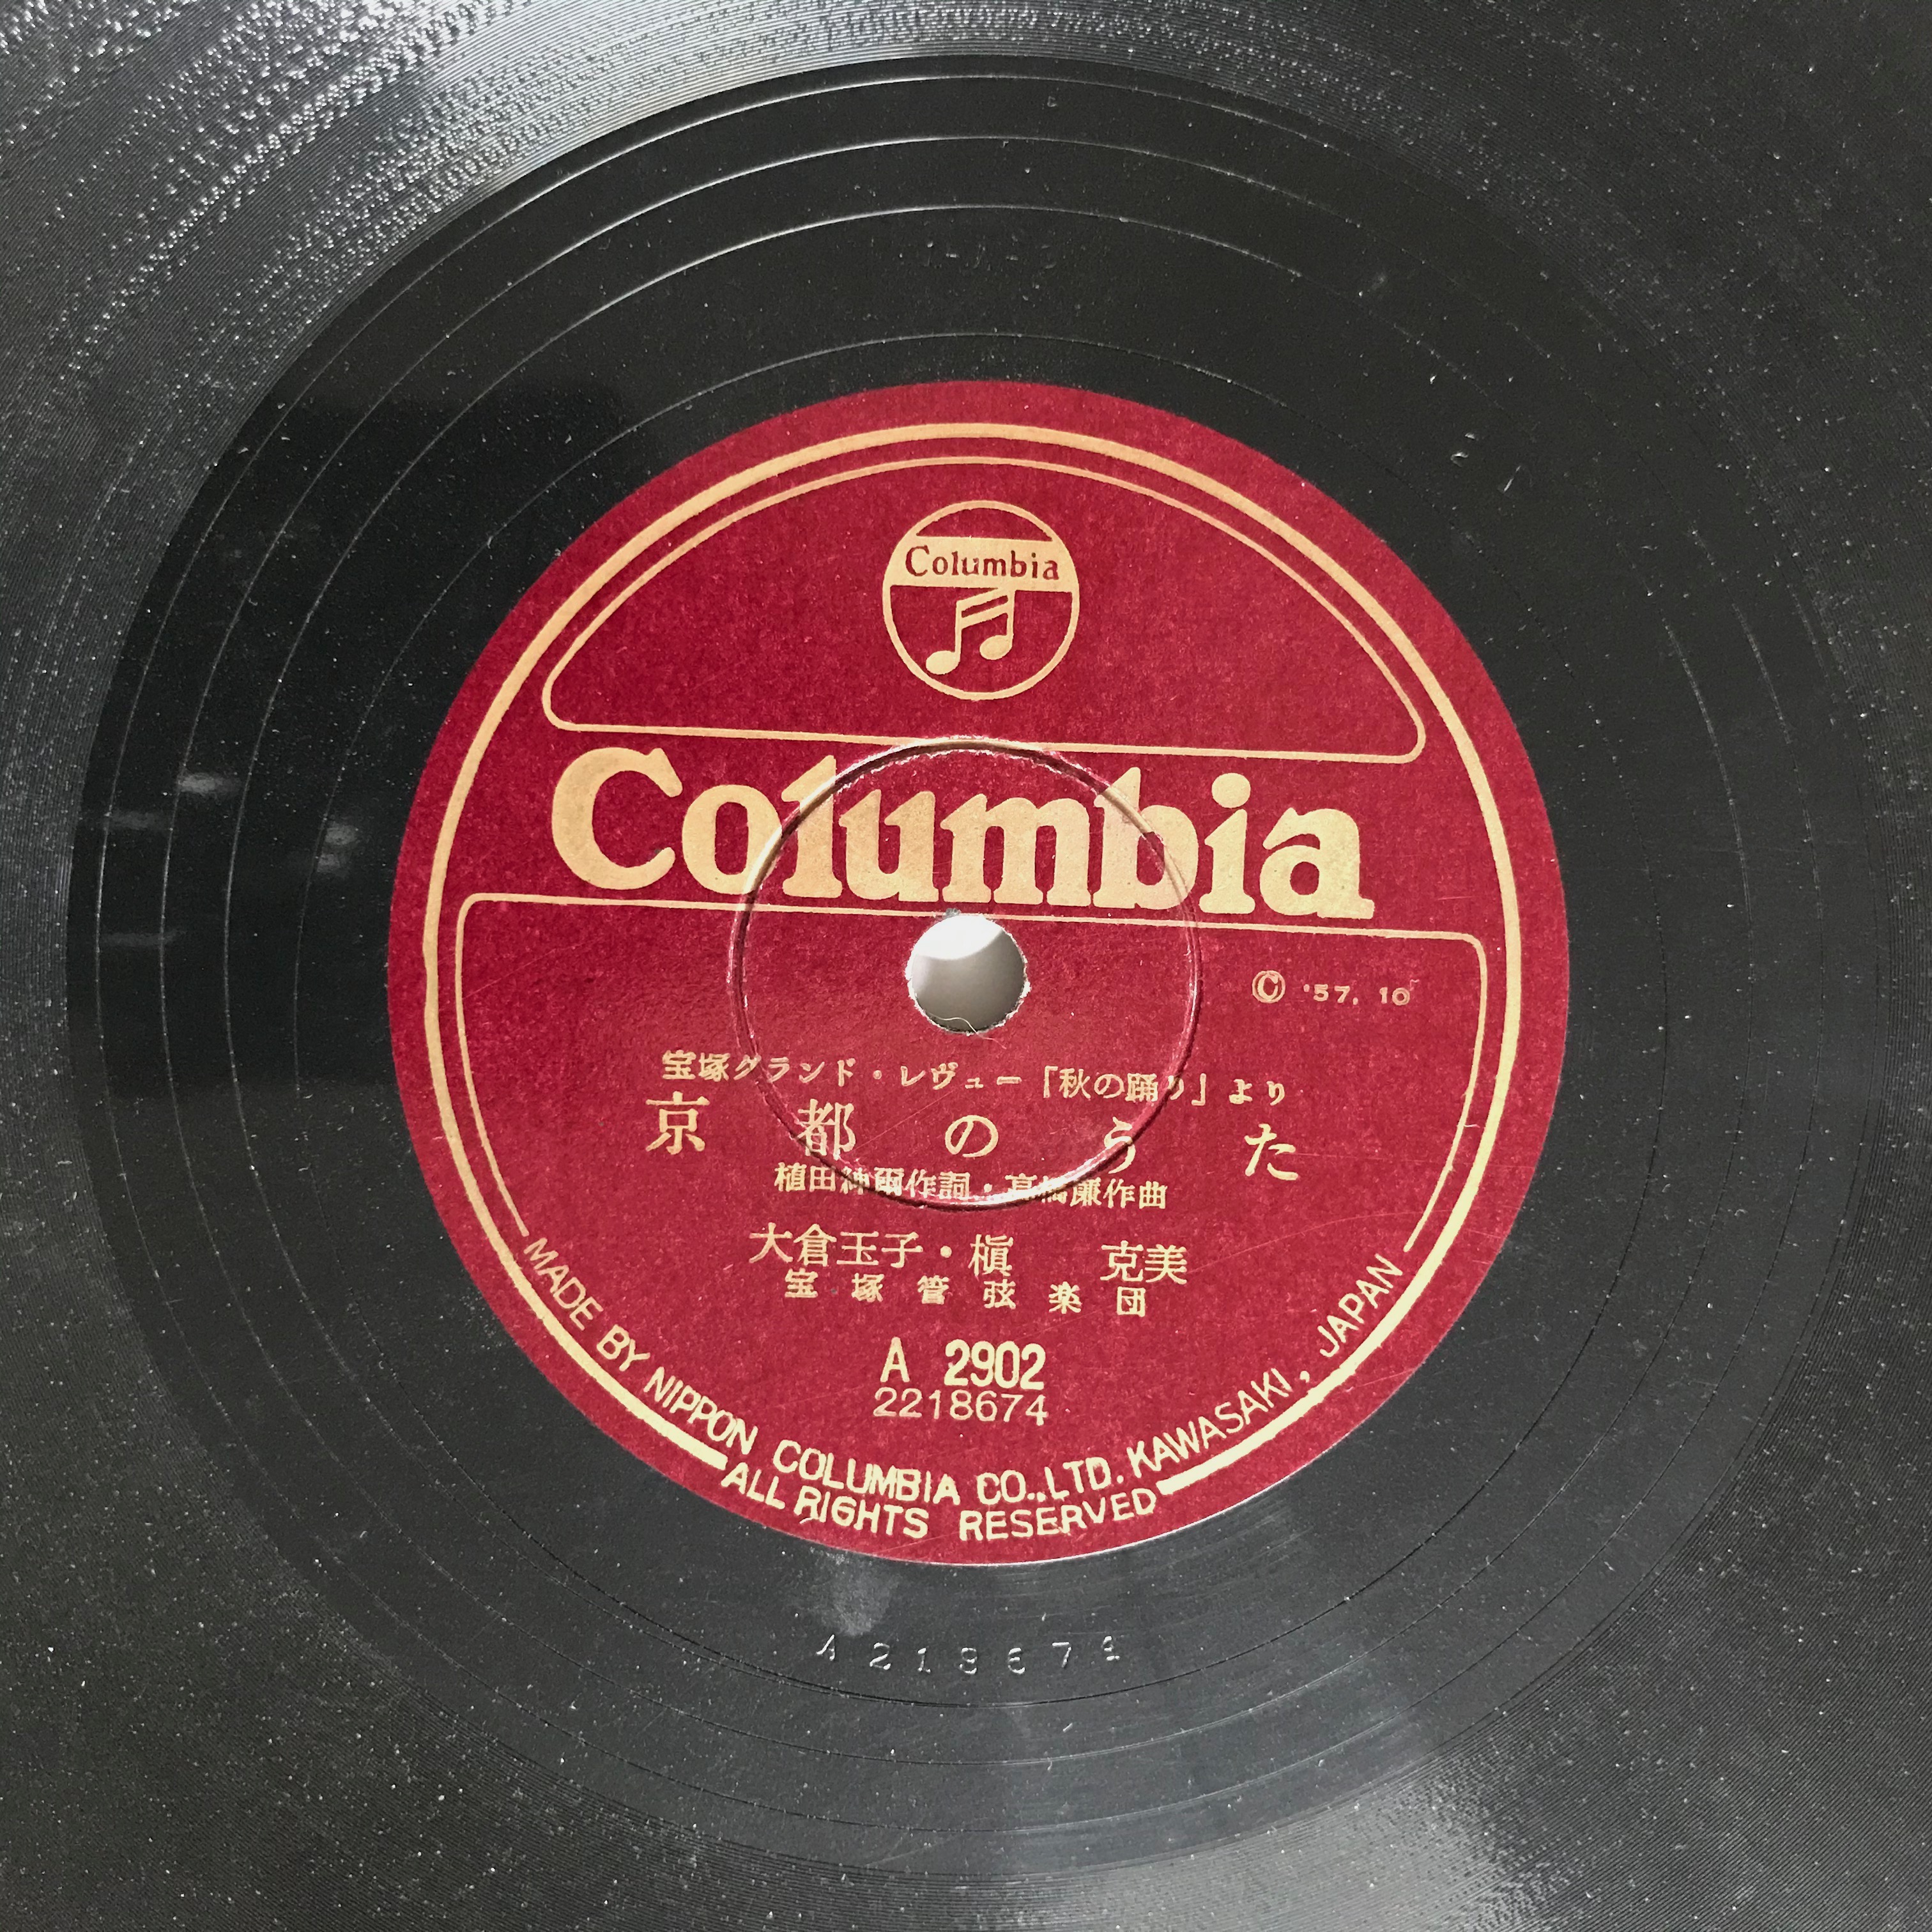 Columbia
Columbia
Ⓒ '57. 10
宝塚グランド・レヴュー「秋の踊り」より
京都のうた
植田紳爾作詞・髙橋廉作曲
大倉玉子・槇 克美
宝塚管弦楽団
A 2902
2218674
MADE BY NIPPON COLUMBIA CO., LTD. KAWASAKI, JAPAN
ALL RIGHTS RESERVED